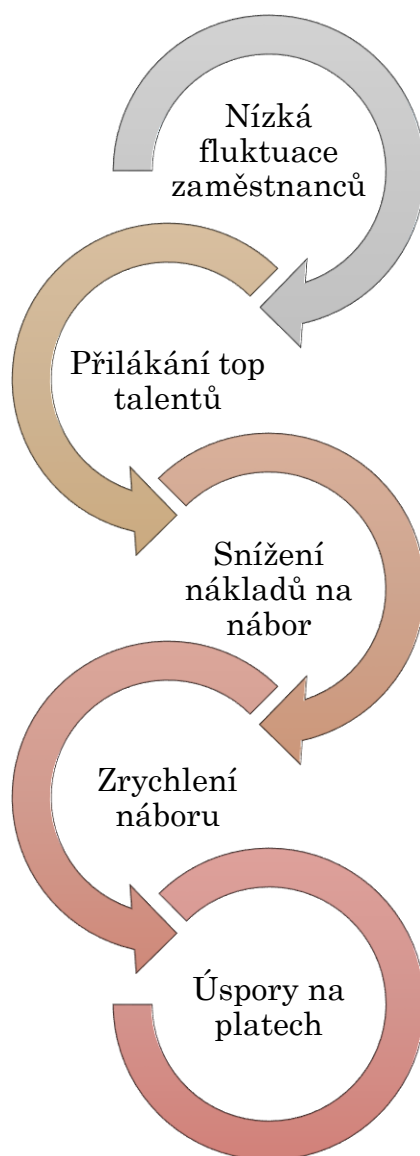 Nízká
fluktuace
zaměstnanců
Přilákání top
talentů
Snížení
nákladů na
nábor
Zrychlení
náboru
Úspory na
platech